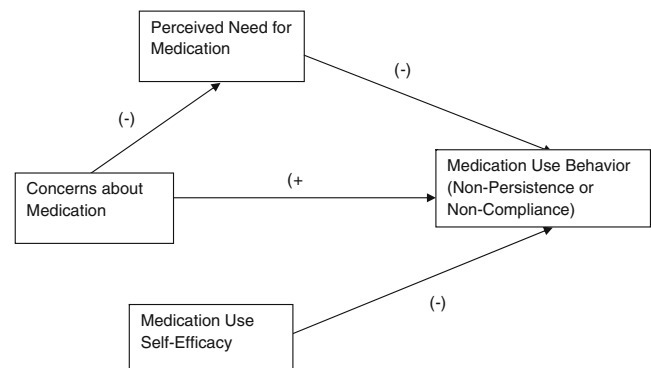 Perceived Need for
Medication
(-)
(-)
Concerns about
Medication
(+
Medication Use Behavior
(Non-Persistence or
Non-Compliance)
(-)
Medication Use
Self-Efficacy